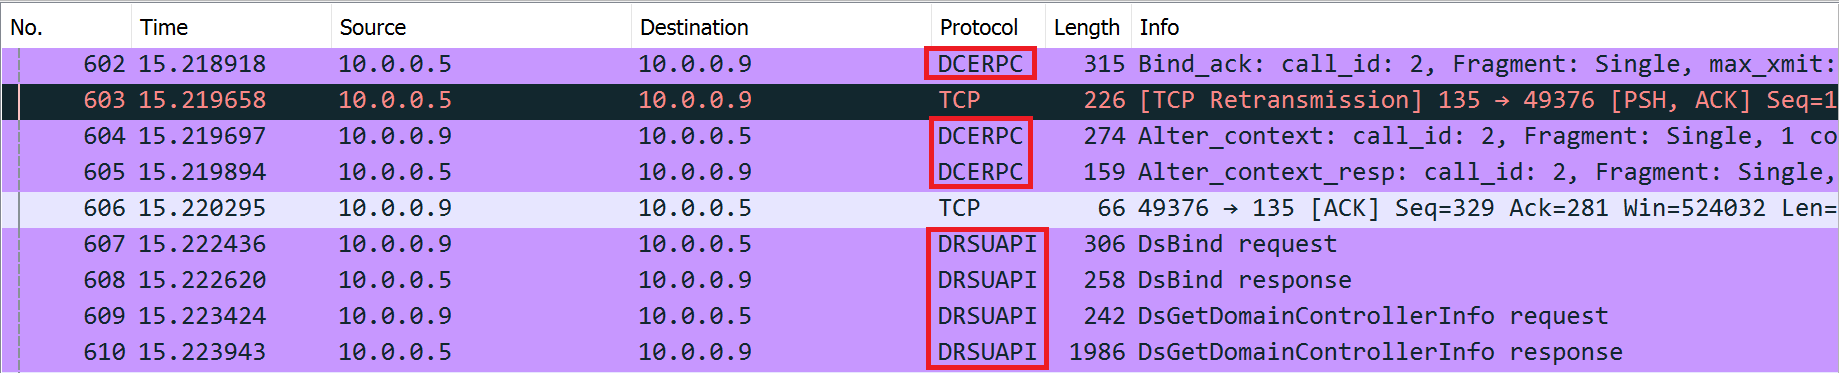 No. Time Source Destination Protocol Length Info
602 15.218918 10.0.0.5 10.0.0.9 DCERPC 315 Bind_ack: call_id: 2, Fragment: Single, max_xmit:
603 15.219658 10.0.0.5 10.0.0.9 TCP 226 [TCP Retransmission] 135 → 49376 [PSH, ACK] Seq=1
604 15.219697 10.0.0.9 10.0.0.5 DCERPC 274 Alter_context: call_id: 2, Fragment: Single, 1 co
605 15.219894 10.0.0.5 10.0.0.9 DCERPC 159 Alter_context_resp: call_id: 2, Fragment: Single,
606 15.220295 10.0.0.9 10.0.0.5 TCP 66 49376 → 135 [ACK] Seq=329 Ack=281 Win=524032 Len=
607 15.222436 10.0.0.9 10.0.0.5 DRSUAPI 306 DsBind request
608 15.222620 10.0.0.5 10.0.0.9 DRSUAPI 258 DsBind response
609 15.223424 10.0.0.9 10.0.0.5 DRSUAPI 242 DsGetDomainControllerInfo request
610 15.223943 10.0.0.5 10.0.0.9 DRSUAPI 1986 DsGetDomainControllerInfo response